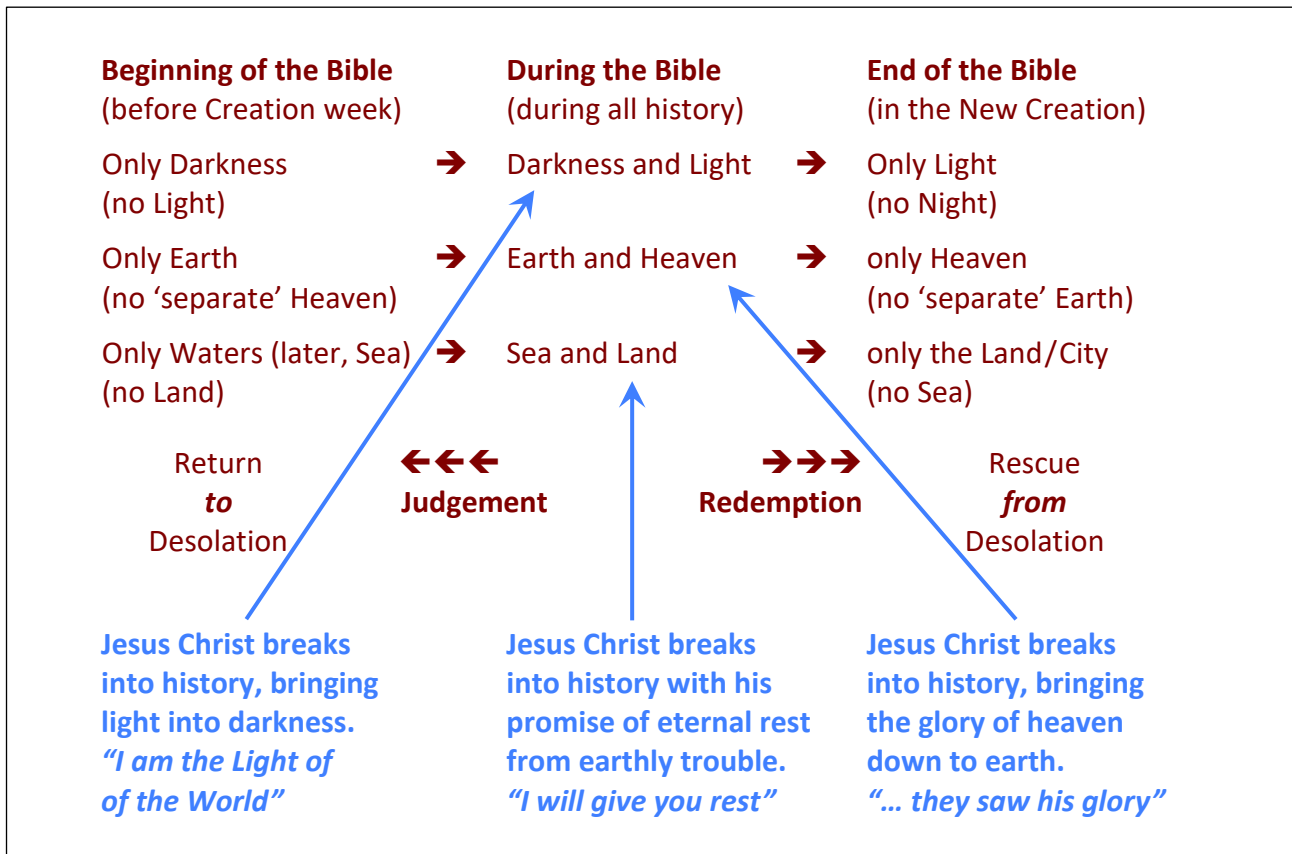 Beginning of the Bible
(before Creation week)
During the Bible
(during all history)
End of the Bible
(in the New Creation)
Only Darkness
(no Light)
➔
Darkness and Light
➔
Only Light
(no Night)
Only Earth
(no ‘separate’ Heaven)
➔
Earth and Heaven
➔
only Heaven
(no ‘separate’ Earth)
Only Waters (later, Sea)
(no Land)
➔
Sea and Land
➔
only the Land/City
(no Sea)
Return
to
Desolation
Judgement
Redemption
Rescue
from
Desolation
Jesus Christ breaks
into history, bringing
light into darkness.
“I am the Light of
of the World”
Jesus Christ breaks
into history with his
promise of eternal rest
from earthly trouble.
“I will give you rest”
Jesus Christ breaks
into history, bringing
the glory of heaven
down to earth.
“… they saw his glory”